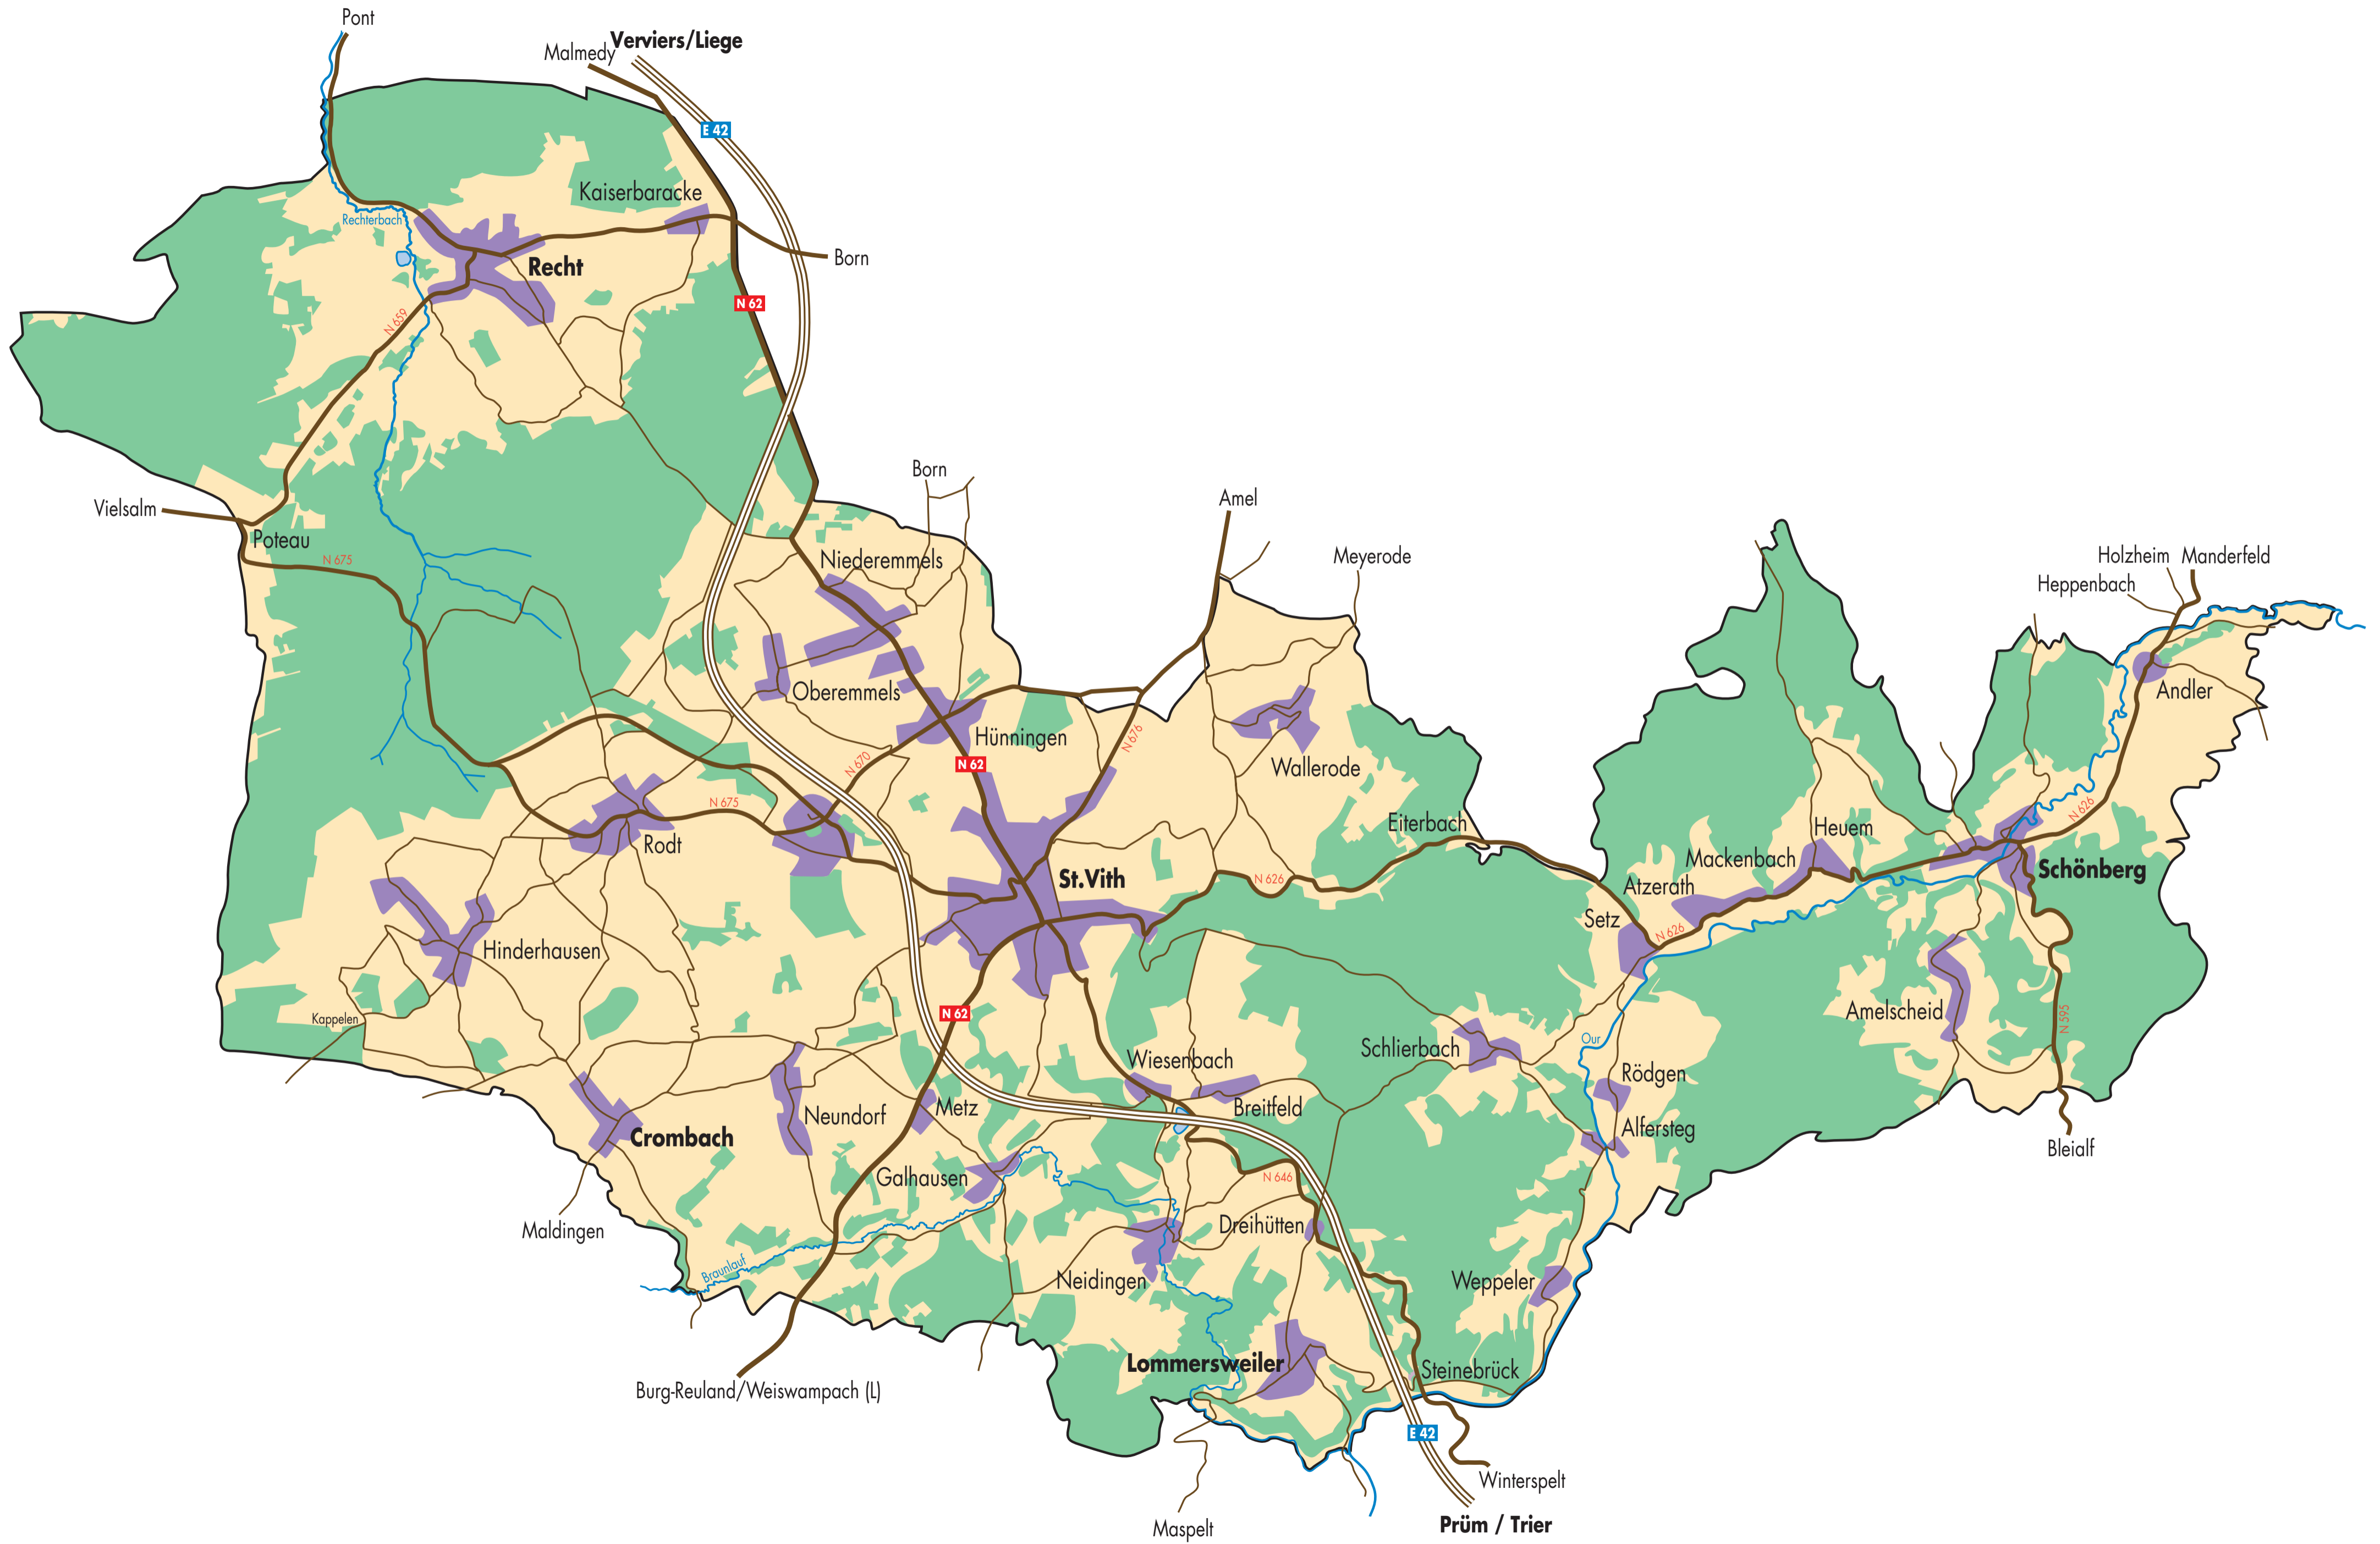 Pont
Verviers/Liege
Malmedy
E 42
Kaiserbaracke
Rechterbach
Born
Recht
N 62
N 659
Born
Amel
Vielsalm
Poteau
N 675
Niederemmels
Meyerode
Holzheim
Manderfeld
Heppenbach
Oberemmels
Andler
Hünningen
N 676
N 62
N 670
Wallerode
N 675
Eiterbach
N 626
Heuem
Rodt
Mackenbach
Schönberg
St.Vith
N 626
Atzerath
Setz
N 626
Hinderhausen
Amelscheid
N 62
Kappelen
N 595
Our
Schlierbach
Wiesenbach
Rödgen
Breitfeld
Metz
Neundorf
Alfersteg
Crombach
Bleialf
Galhausen
N 646
Maldingen
Dreihütten
Braunlauf
Neidingen
Weppeler
Lommersweiler
Steinebrück
Burg-Reuland/Weiswampach (L)
E 42
Winterspelt
Maspelt
Prüm / Trier